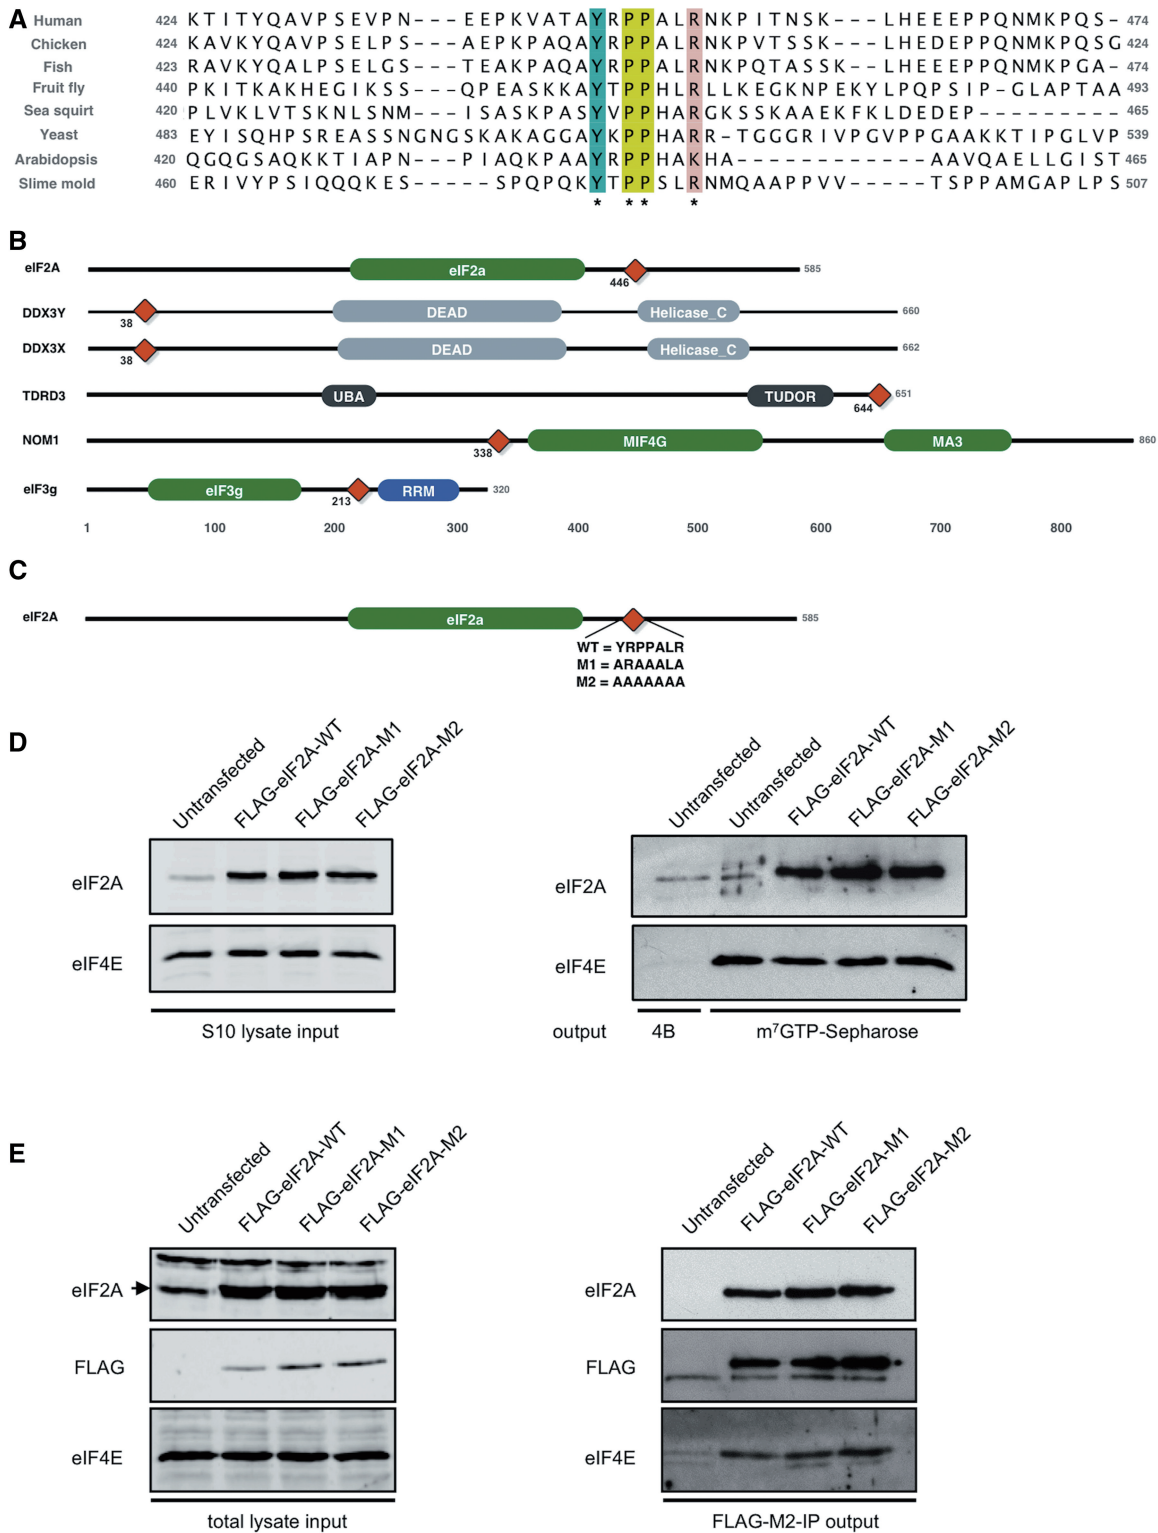 A
Human 424 KTITYQAVPSEVPN---EEPKVATAYRPPALRNKPITNSK---LHEEEPPQNMKPQS- 474
Chicken 424 KAVKYQAVPSELPS---AEPKPAQAYRPPALRNKPVTSSK---LHEDEPPQNMKPQSG 424
Fish 423 RAVKYQALPSELGS---TEAKPAQAYRPPALRNKPQTASSK--LHEEEPPQNMKPGA- 474
Fruit fly 440 PKITKAKHEGIKSS---QPEASKKAYTPPHLRLLKEGKNPEKYLPQPSIP-GLAPTAA 493
Sea squirt 420 PLVKLVTSKNLSNM---ISASKPASYVPPHARGKSSKAAEKFKLDEDEP--------- 465
Yeast 483 EYISQHPSREASSNGNGSKAKAGGAYKPPHARR-TGGGRIVPGVPPGAAKKTIPGLVP 539
Arabidopsis 420 QGQGSAQKKTIAPN---PIAQKPAAYRPPHAKHA------------AAVQAELLGIST 465
Slime mold 460 ERIVYPSIQQQKES-----SPQPQKYTPPSLRNMQAAPPVV-----TSPPAMGAPLPS 507
* ** *
B
eIF2A eIF2a 446 585
DDX3Y 38 DEAD Helicase_C 660
DDX3X 38 DEAD Helicase_C 662
TDRD3 UBA TUDOR 644 651
NOM1 338 MIF4G MA3 860
eIF3g eIF3g 213 RRM 320
1 100 200 300 400 500 600 700 800
C
eIF2A eIF2a 585
WT = YRPPALR
M1 = ARAAALA
M2 = AAAAAAA
D
Untransfected FLAG-eIF2A-WT FLAG-eIF2A-M1 FLAG-eIF2A-M2
eIF2A
eIF4E
S10 lysate input
Untransfected Untransfected FLAG-eIF2A-WT FLAG-eIF2A-M1 FLAG-eIF2A-M2
eIF2A
eIF4E
output 4B m⁷GTP-Sepharose
E
Untransfected FLAG-eIF2A-WT FLAG-eIF2A-M1 FLAG-eIF2A-M2
eIF2A
FLAG
eIF4E
total lysate input
Untransfected FLAG-eIF2A-WT FLAG-eIF2A-M1 FLAG-eIF2A-M2
eIF2A
FLAG
eIF4E
FLAG-M2-IP output